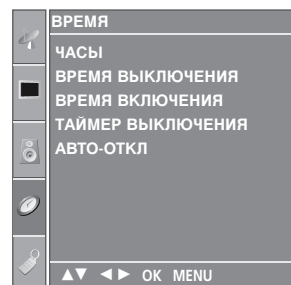 ВРЕМЯ
ЧАСЫ
ВРЕМЯ ВЫКЛЮЧЕНИЯ
ВРЕМЯ ВКЛЮЧЕНИЯ
ТАЙМЕР ВЫКЛЮЧЕНИЯ
АВТО-ОТКЛ
▲▼ ◄► OK MENU